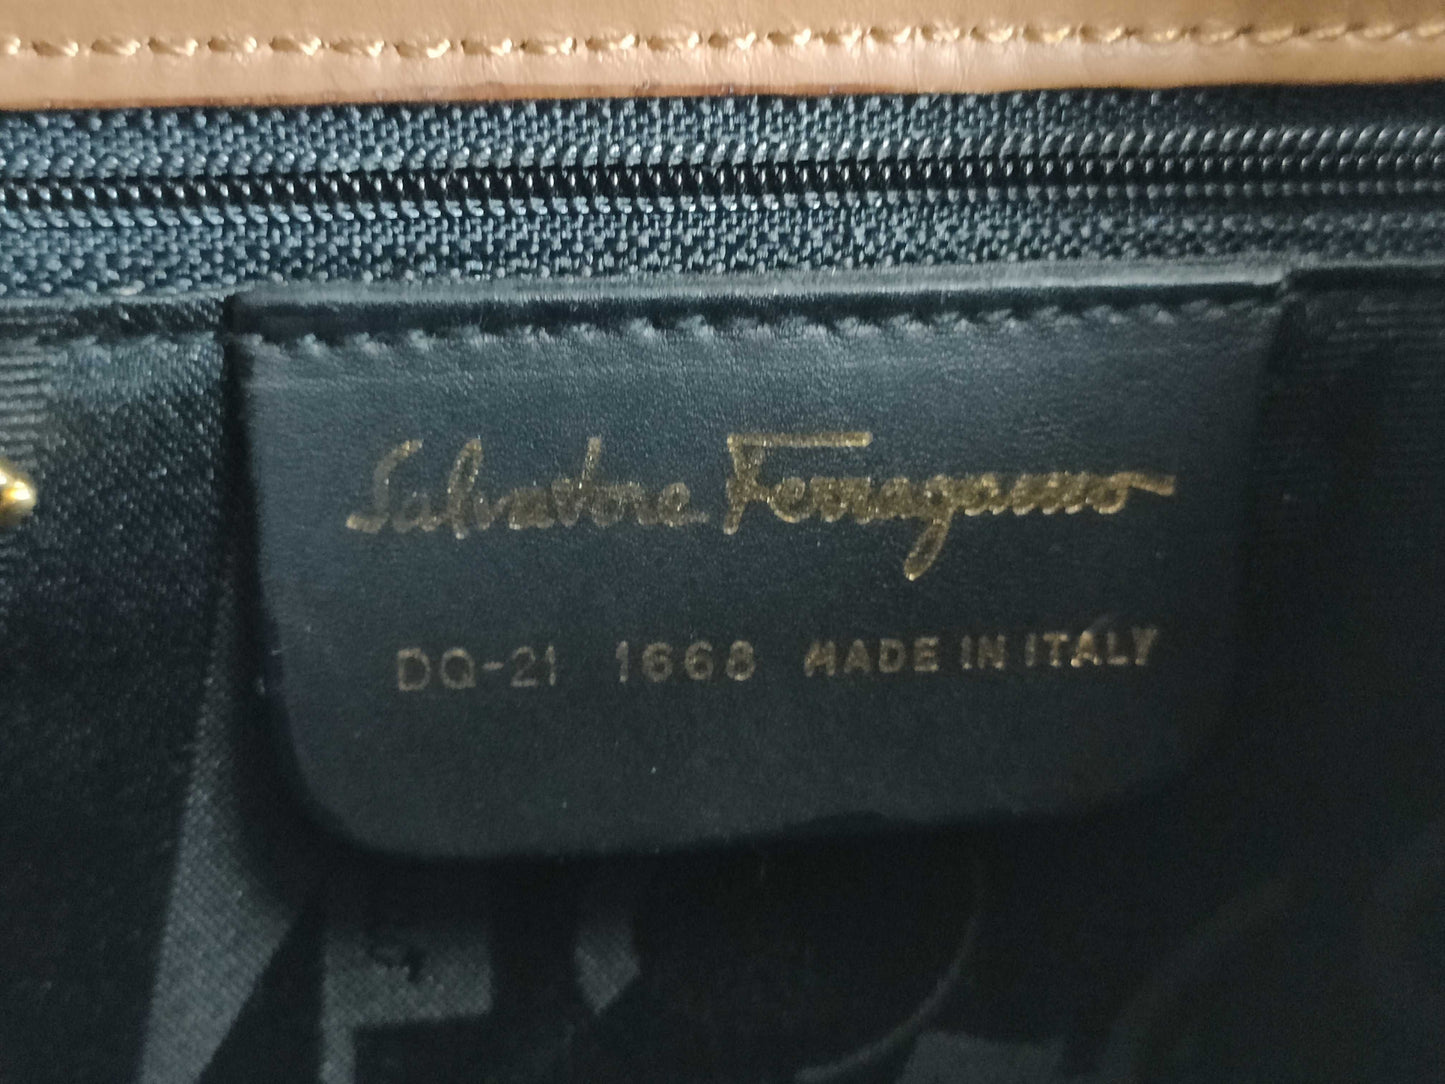 Salvatore Ferragamo
DQ-21 1668 MADE IN ITALY